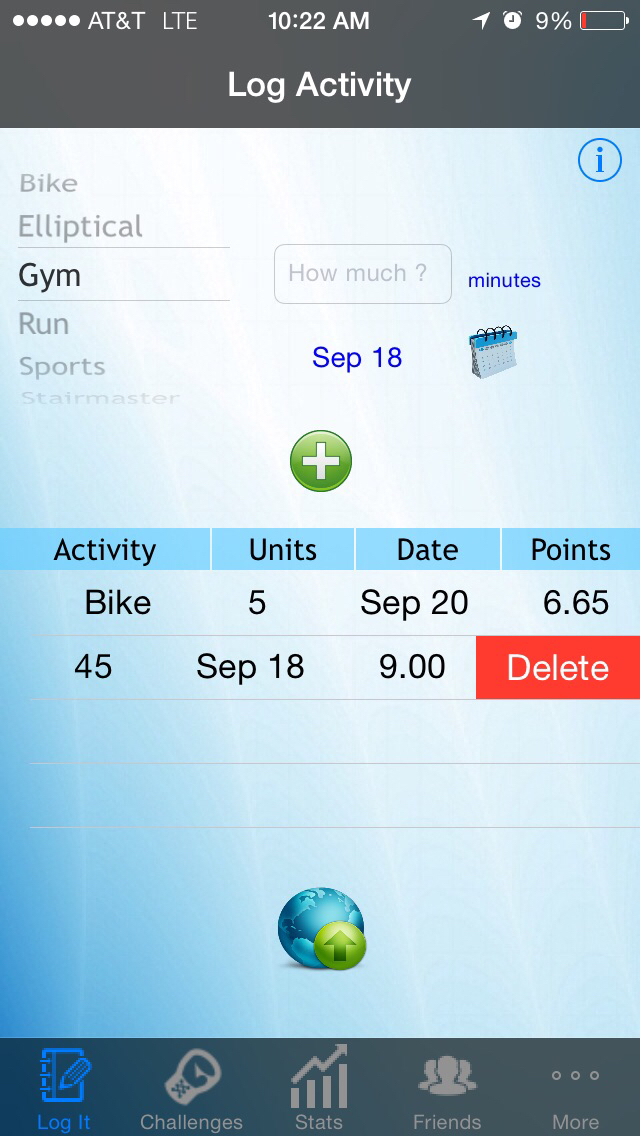 AT&T LTE 10:22 AM 9%
Log Activity
i
Bike
Elliptical
Gym
How much ?
minutes
Run
Sep 18
Sports
Stairmaster
Activity Units Date Points
Bike 5 Sep 20 6.65
45 Sep 18 9.00 Delete
Log It Challenges Stats Friends More